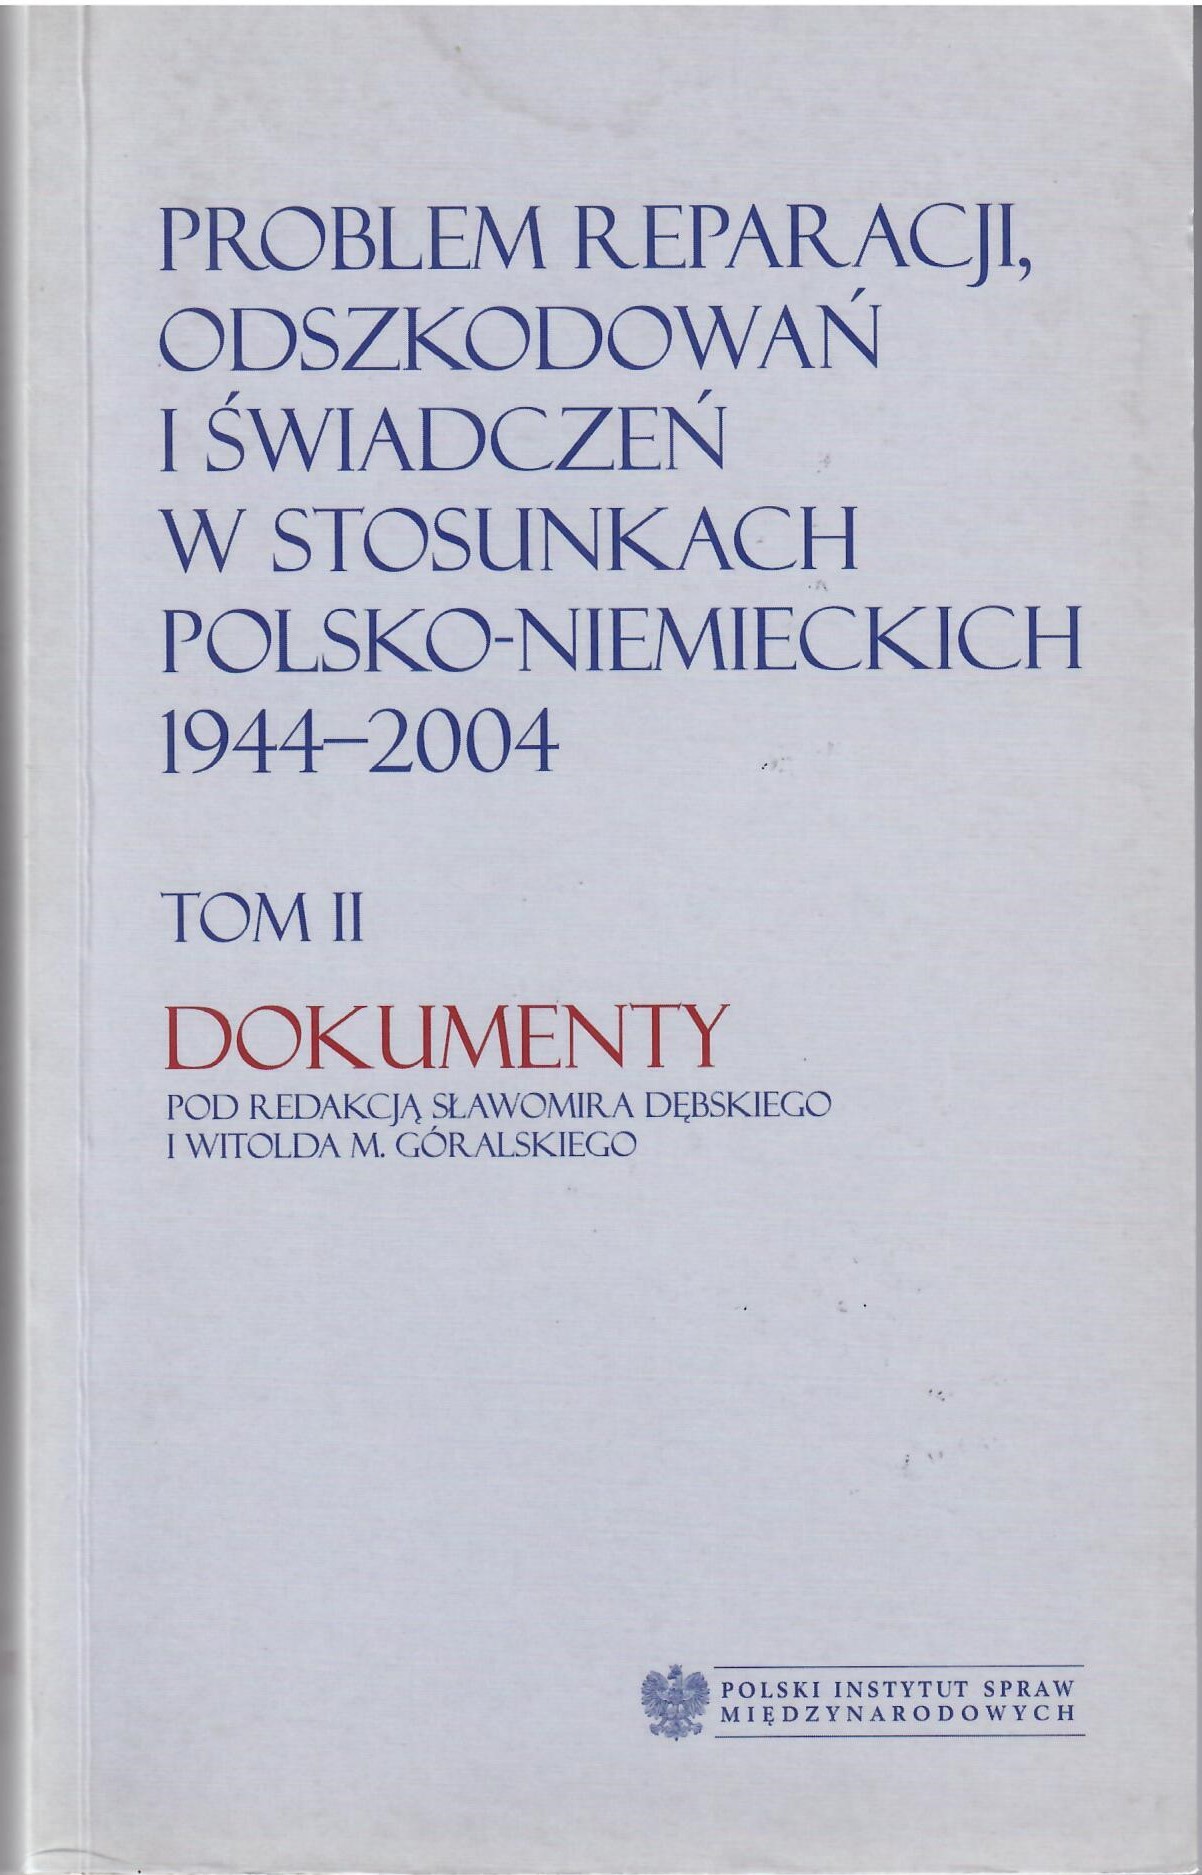 PROBLEM REPARACJI,
ODSZKODOWAŃ
I ŚWIADCZEŃ
W STOSUNKACH
POLSKO-NIEMIECKICH
1944–2004
TOM II
DOKUMENTY
POD REDAKCJĄ SŁAWOMIRA DĘBSKIEGO
I WITOLDA M. GÓRALSKIEGO
POLSKI INSTYTUT SPRAW
MIĘDZYNARODOWYCH